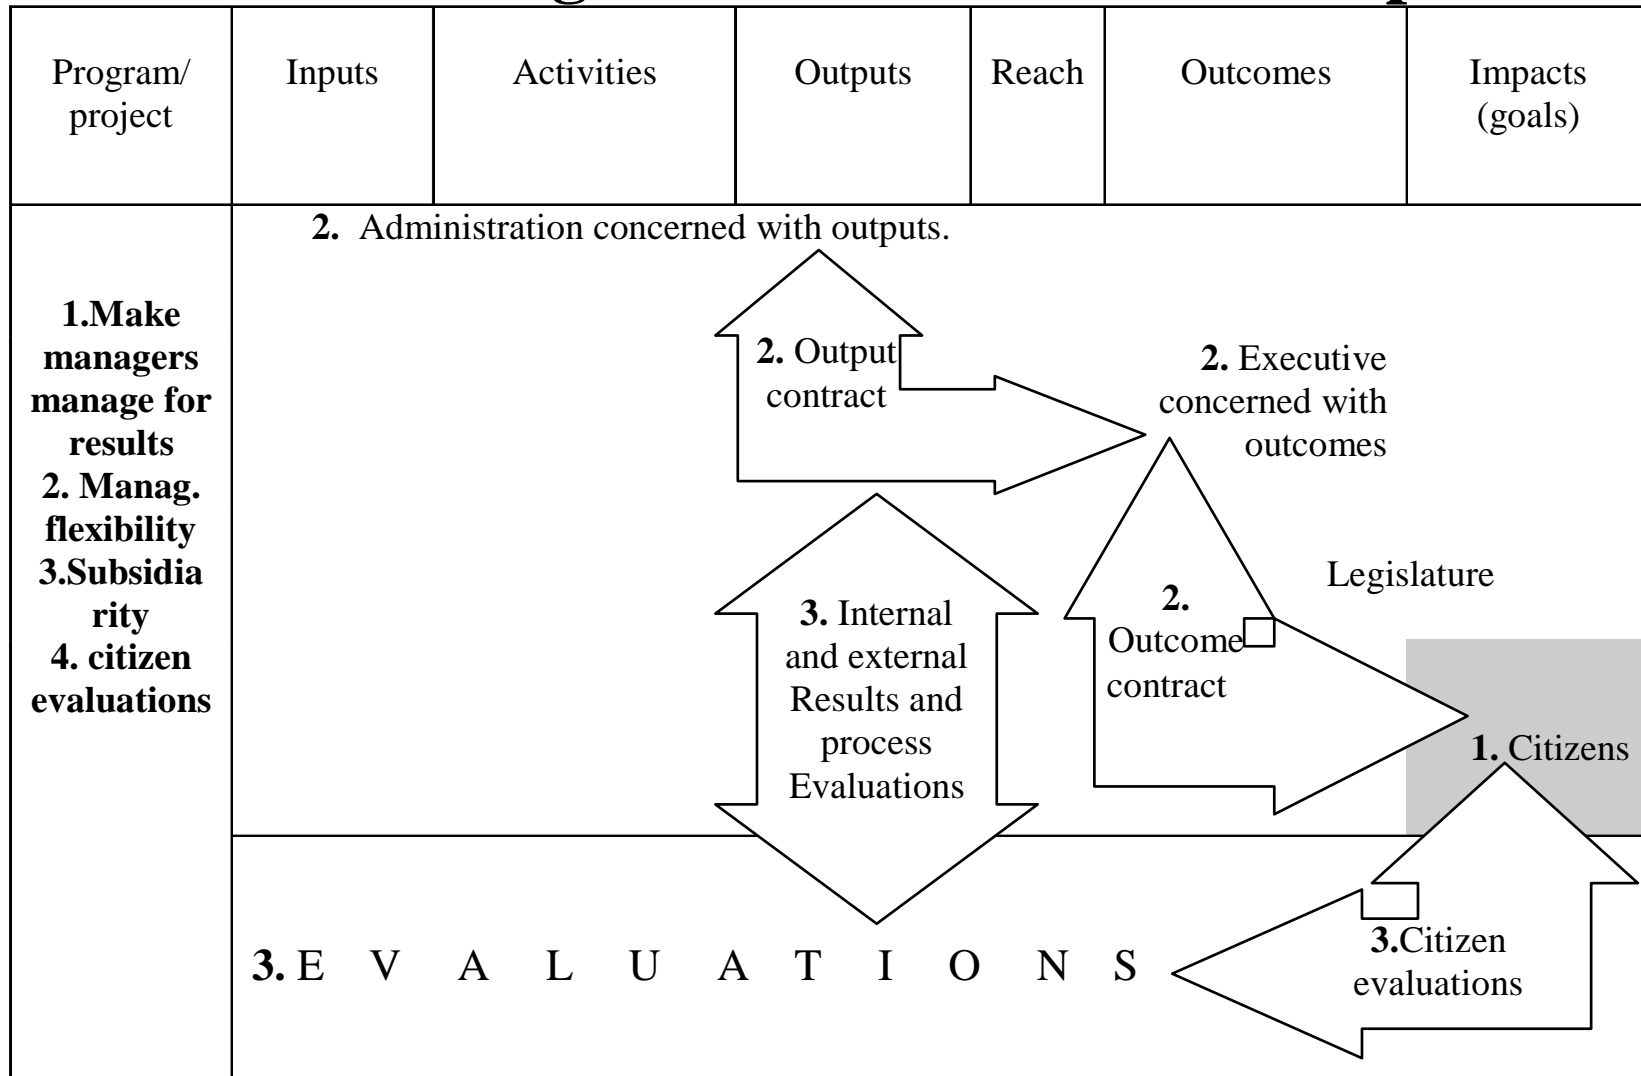 Program/
project
Inputs
Activities
Outputs
Reach
Outcomes
Impacts
(goals)
1.Make
managers
manage for
results
2. Manag.
flexibility
3.Subsidia
rity
4. citizen
evaluations
2. Administration concerned with outputs.
2. Output
contract
2. Executive
concerned with
outcomes
Legislature
3. Internal
and external
Results and
process
Evaluations
2.
Outcome
contract
1. Citizens
3. E V A L U A T I O N S
3.Citizen
evaluations